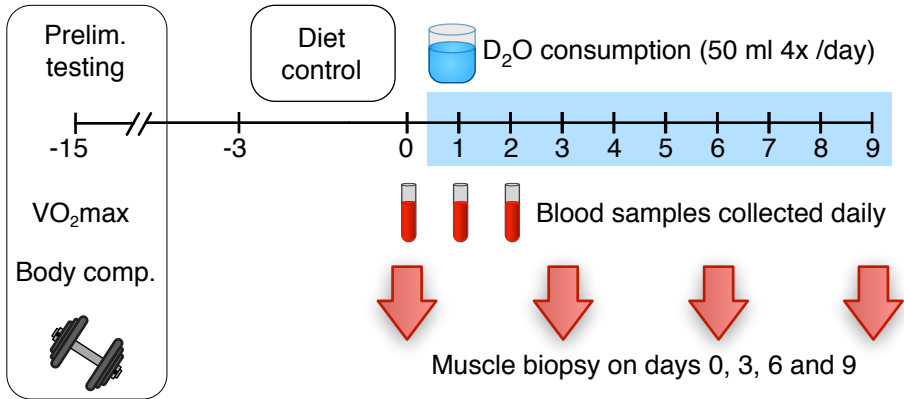 Prelim.
testing
Diet
control
D₂O consumption (50 ml 4x /day)
-15 -3 0 1 2 3 4 5 6 7 8 9
VO₂max
Blood samples collected daily
Body comp.
Muscle biopsy on days 0, 3, 6 and 9